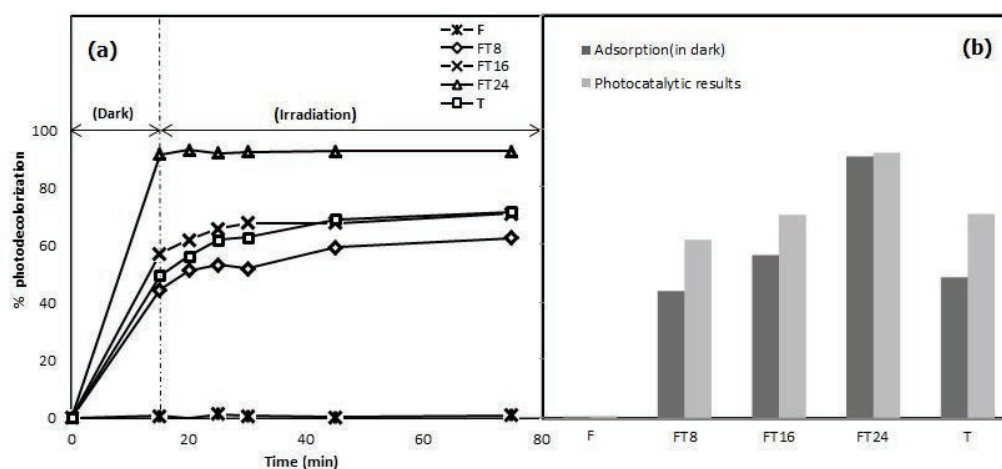 (a)
F
FT8
FT16
FT24
T
(Dark)
(Irradiation)
% photodecolorization
100
80
60
40
20
0
0
20
40
60
80
Time (min)
(b)
Adsorption(in dark)
Photocatalytic results
F
FT8
FT16
FT24
T